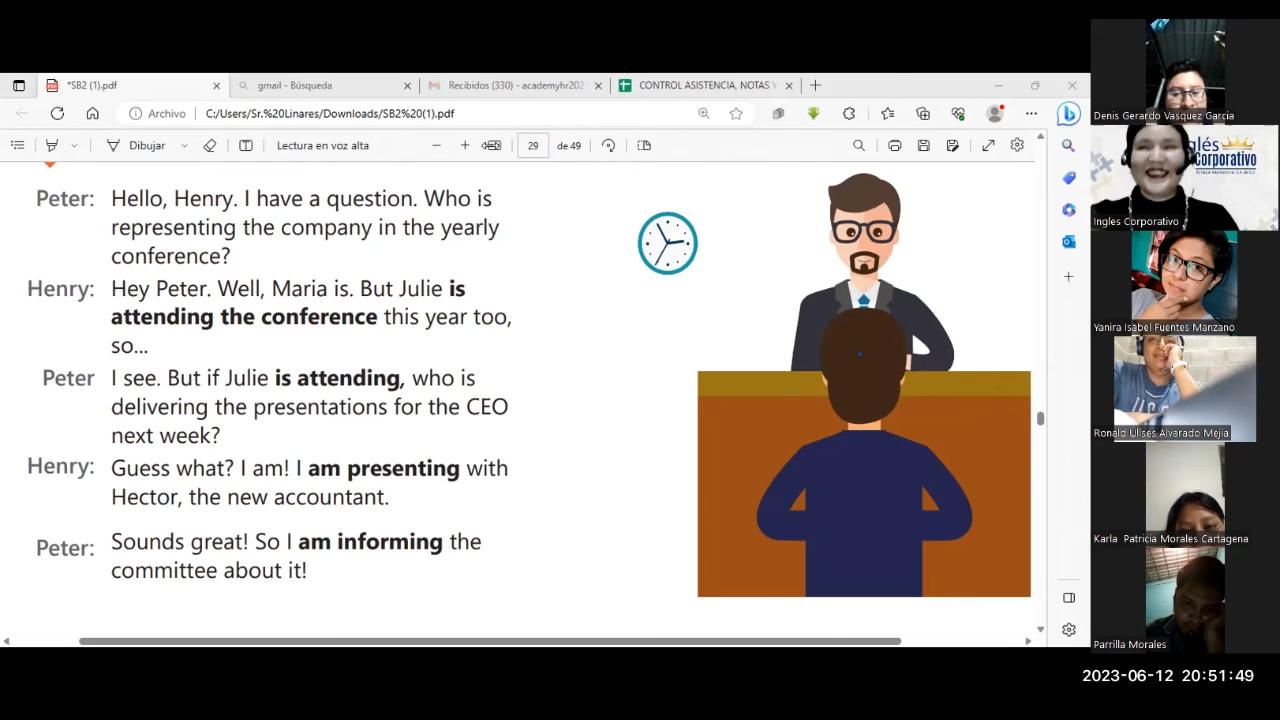 *SB2 (1).pdf
gmail - Búsqueda
Recibidos (330) - academyhr202
CONTROL ASISTENCIA, NOTAS Y
Archivo
C:/Users/Sr.%20Linares/Downloads/SB2%20(1).pdf
Dibujar
Lectura en voz alta
29
de 49
Peter:
Hello, Henry. I have a question. Who is
representing the company in the yearly
conference?
Henry:
Hey Peter. Well, Maria is. But Julie is
attending the conference this year too,
so...
Peter
I see. But if Julie is attending, who is
delivering the presentations for the CEO
next week?
Henry:
Guess what? I am! I am presenting with
Hector, the new accountant.
Peter:
Sounds great! So I am informing the
committee about it!
Denis Gerardo Vasquez Garcia
glés
Corporativo
Ingles Corporativo
Yanira Isabel Fuentes Manzano
Ronald Ulises Alvarado Mejia
Karla Patricia Morales Cartagena
Parrilla Morales
2023-06-12 20:51:49